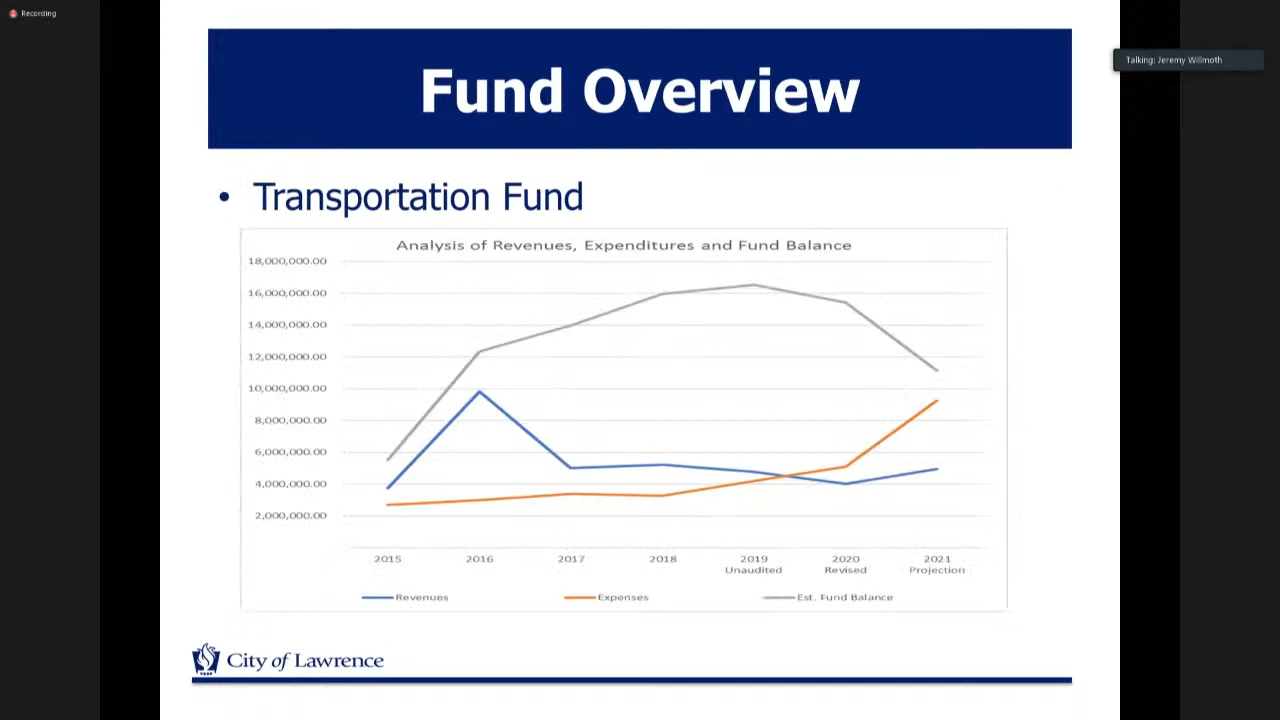 Recording
Talking: Jeremy Willmoth
Fund Overview
• Transportation Fund
Analysis of Revenues, Expenditures and Fund Balance
18,000,000.00
16,000,000.00
14,000,000.00
12,000,000.00
10,000,000.00
8,000,000.00
6,000,000.00
4,000,000.00
2,000,000.00
2015 2016 2017 2018 2019 2020 2021
Unaudited Revised Projection
Revenues Expenses Est. Fund Balance
City of Lawrence